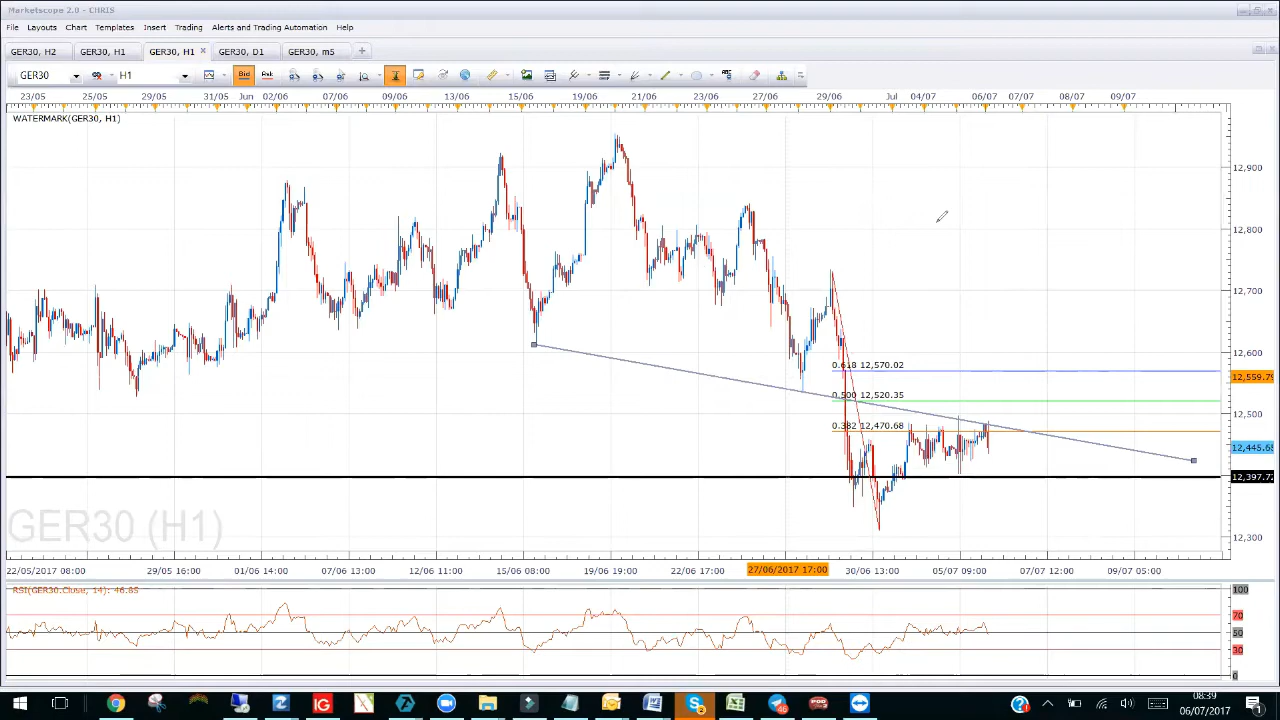 Marketscope 2.0 - CHRIS
File Layouts Chart Templates Insert Trading Alerts and Trading Automation Help
GER30, H2 GER30, H1 GER30, H1 × GER30, D1 GER30, m5 +
GER30 H1 Bid Ask
23/05 25/05 29/05 31/05 Jun 02/06 07/06 09/06 13/06 15/06 19/06 21/06 23/06 27/06 29/06 Jul 04/07 06/07 07/07 08/07 09/07
WATERMARK(GER30, H1)
12,900
12,800
12,700
12,600
0.618 12,570.02
12,559.79
0.500 12,520.35
12,500
0.382 12,470.68
12,445.65
12,397.7
GER30 (H1)
12,300
22/05/2017 08:00 29/05 16:00 01/06 14:00 06/06 13:00 12/06 11:00 15/06 08:00 19/06 19:00 22/06 17:00 27/06/2017 17:00 30/06 13:00 05/07 09:00 07/07 12:00 09/07 05:00
RSI(GER30.Close, 14): 46.85
100
70
50
30
0
IG
08:39
06/07/2017